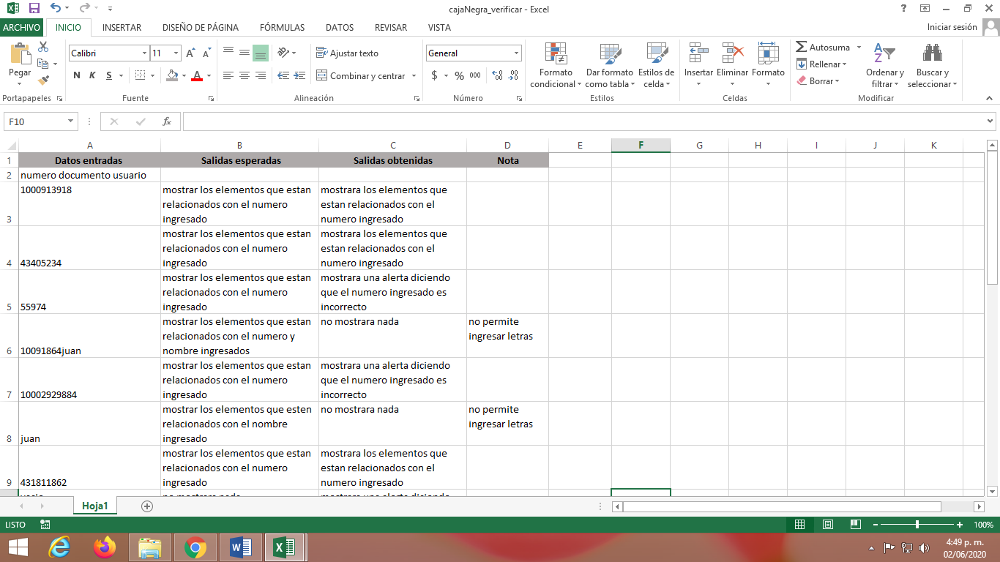 cajaNegra_verificar - Excel
?
ARCHIVO INICIO INSERTAR DISEÑO DE PÁGINA FÓRMULAS DATOS REVISAR VISTA Iniciar sesión
Pegar
Calibri 11
N K S
Ajustar texto
Combinar y centrar
General
$ % 000
Formato condicional
Dar formato como tabla
Estilos de celda
Insertar
Eliminar
Formato
Autosuma
Rellenar
Borrar
Ordenar y filtrar
Buscar y seleccionar
Portapapeles Fuente Alineación Número Estilos Celdas Modificar
F10 fx
A B C D E F G H I J K
1 Datos entradas Salidas esperadas Salidas obtenidas Nota
2 numero documento usuario
3 1000913918
mostrar los elementos que estan
relacionados con el numero
ingresado
mostrara los elementos que
estan relacionados con el
numero ingresado
4 43405234
mostrar los elementos que estan
relacionados con el numero
ingresado
mostrara los elementos que
estan relacionados con el
numero ingresado
5 55974
mostrar los elementos que estan
relacionados con el numero
ingresado
mostrara una alerta diciendo
que el numero ingresado es
incorrecto
6 10091864juan
mostrar los elementos que estan
relacionados con el numero y
nombre ingresados
no mostrara nada
no permite
ingresar letras
7 10002929884
mostrar los elementos que estan
relacionados con el numero
ingresado
mostrara una alerta diciendo
que el numero ingresado es
incorrecto
8 juan
mostrar los elementos que esten
relacionados con el nombre
ingresado
no mostrara nada
no permite
ingresar letras
9 431811862
mostrar los elementos que estan
relacionados con el numero
ingresado
mostrara los elementos que
estan relacionados con el
numero ingresado
Hoja1
LISTO
100%
4:49 p. m.
02/06/2020